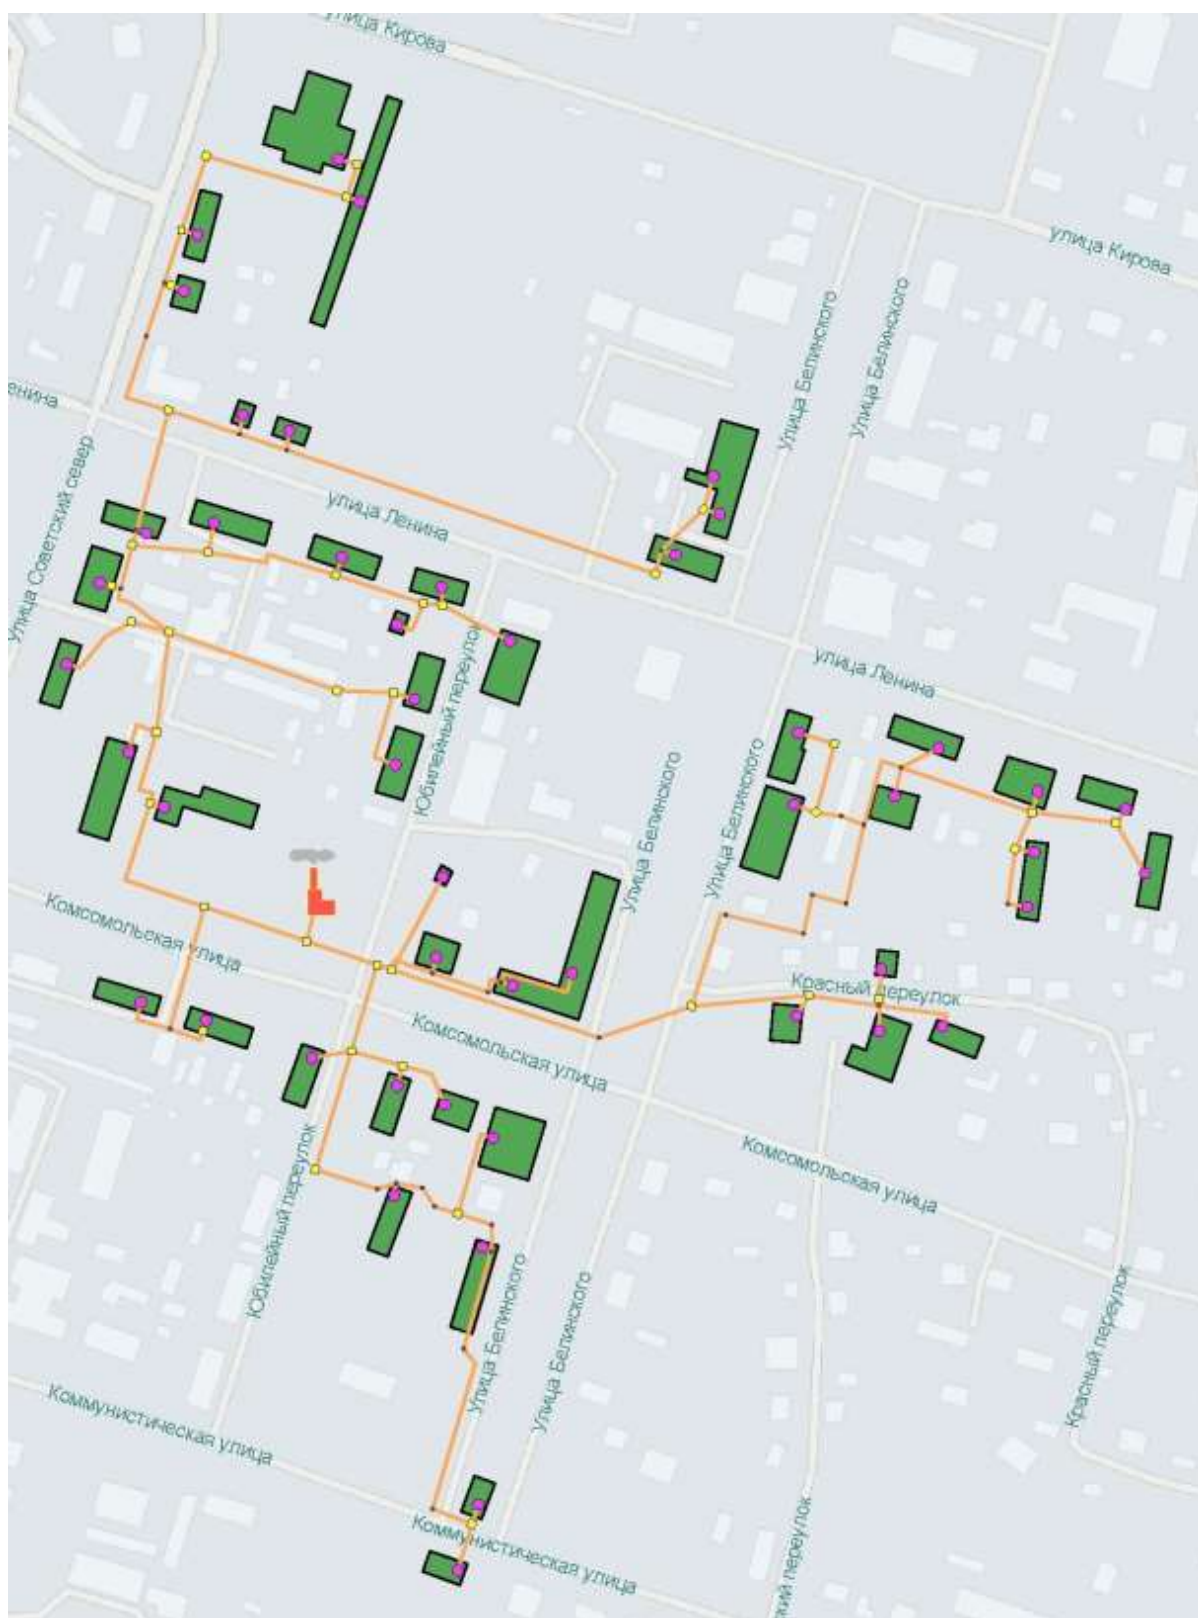 улица Кирова
улица Кирова
Улица Белинского
Улица Белинского
енина
улица Советский север
улица Ленина
улица Ленина
Юбилейный переулок
Улица Белинского
Улица Белинского
Комсомольская улица
Красный переулок
Комсомольская улица
Комсомольская улица
Юбилейный переулок
Улица Белинского
Улица Белинского
Красный переулок
Коммунистическая улица
Коммунистическая улица
ский переулок